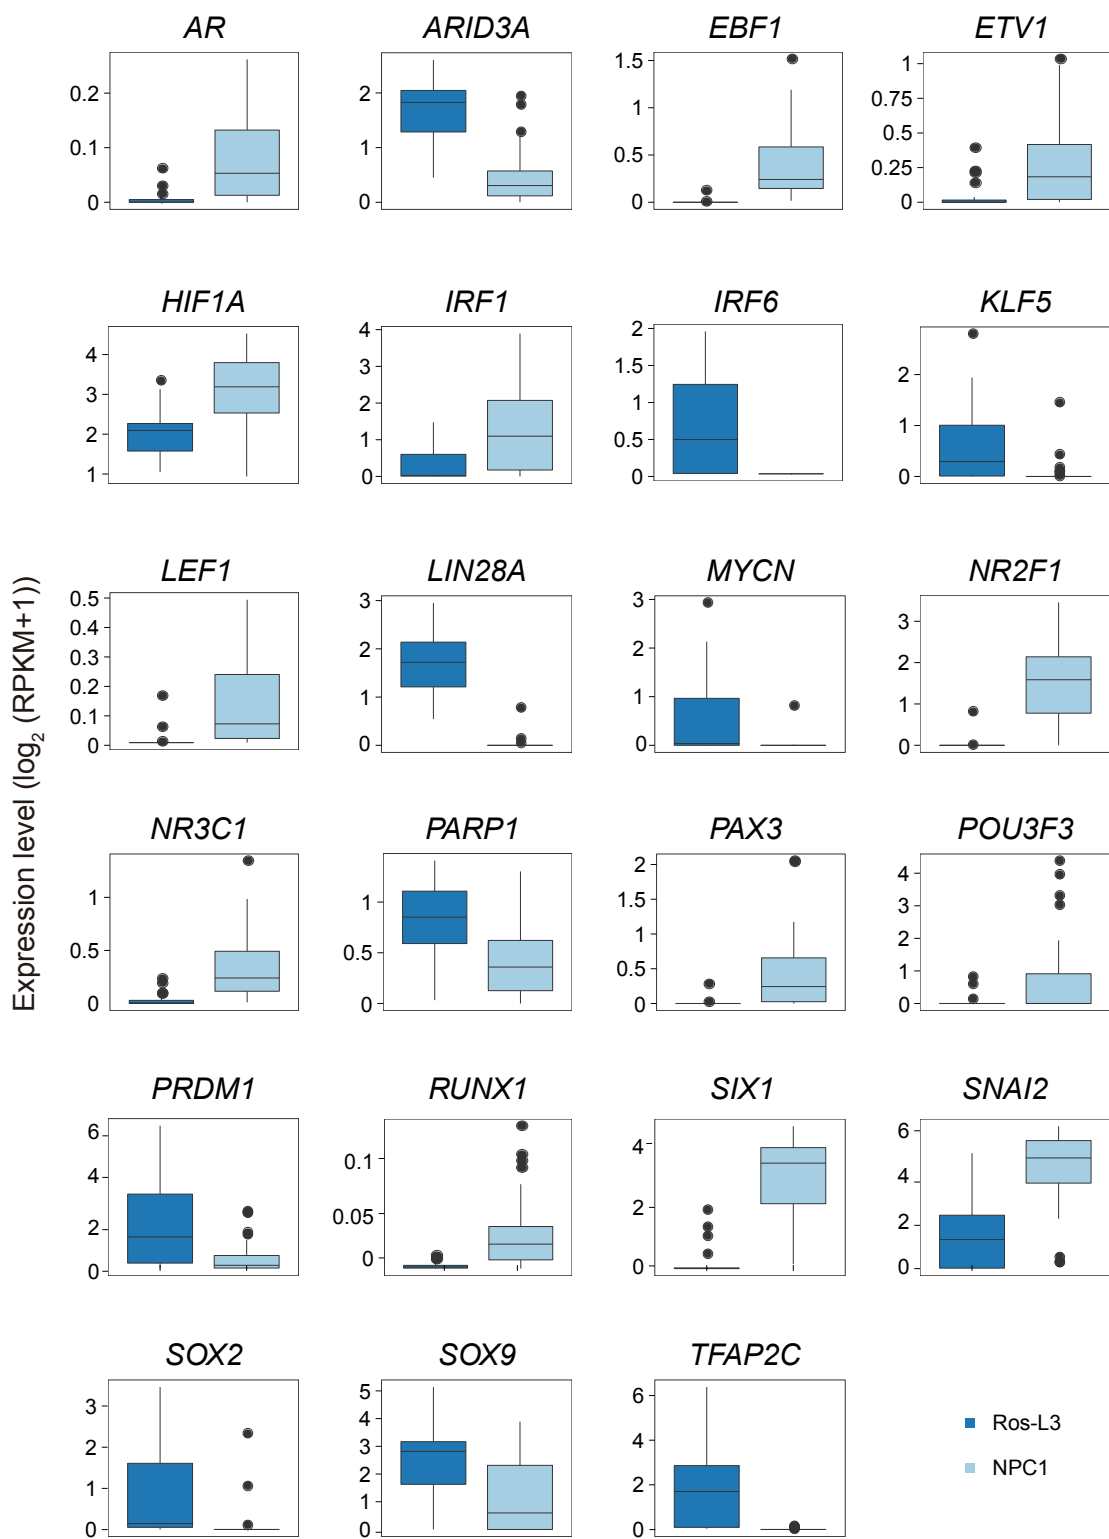 AR ARID3A EBF1 ETV1
0.2 0.1 0
2 1 0
1.5 1 0.5 0
1 0.75 0.5 0.25 0
HIF1A IRF1 IRF6 KLF5
4 3 2 1
4 3 2 1 0
2 1.5 1 0.5 0
2 1 0
Expression level (log2 (RPKM+1))
LEF1 LIN28A MYCN NR2F1
0.5 0.4 0.3 0.2 0.1 0
3 2 1 0
3 2 1 0
3 2 1 0
NR3C1 PARP1 PAX3 POU3F3
1 0.5 0
1 0.5 0
2 1.5 1 0.5 0
4 3 2 1 0
PRDM1 RUNX1 SIX1 SNAI2
6 4 2 0
0.1 0.05 0
4 2 0
6 4 2 0
SOX2 SOX9 TFAP2C
3 2 1 0
5 4 3 2 1 0
6 4 2 0
Ros-L3
NPC1